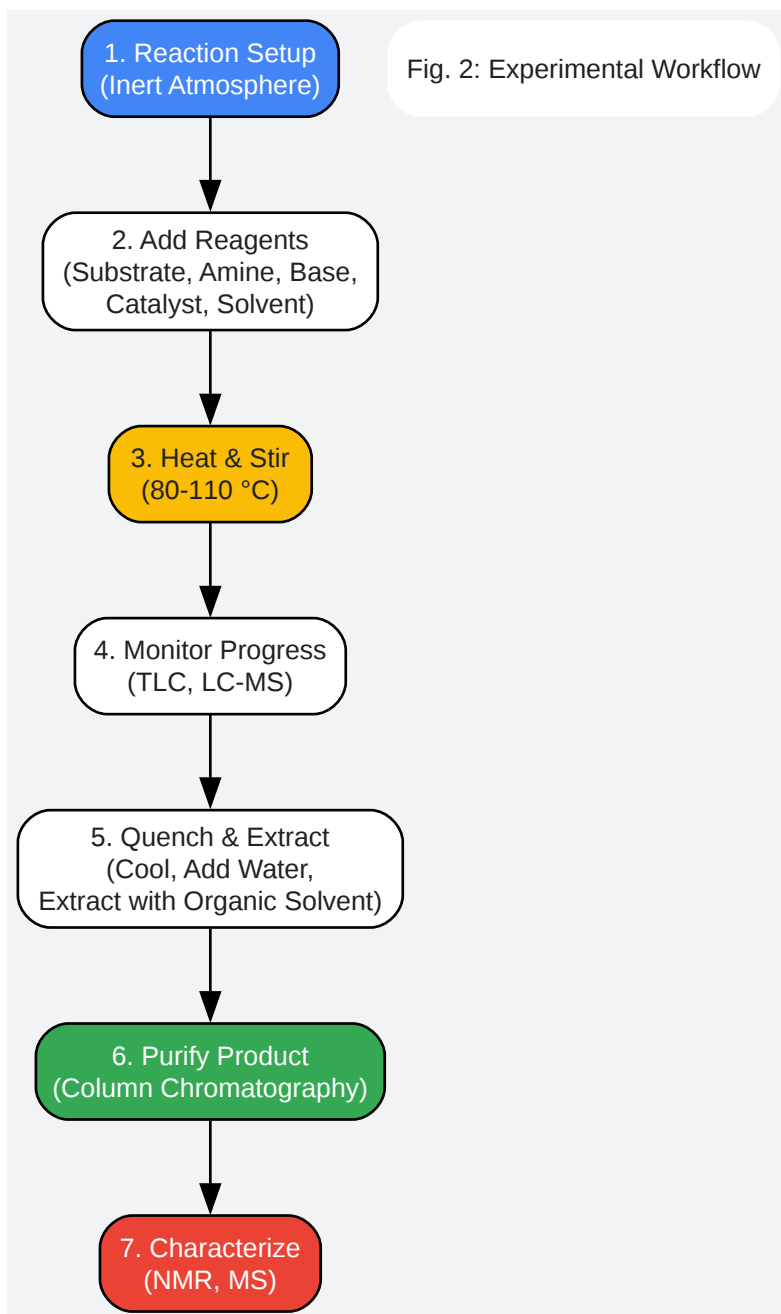 1. Reaction Setup
(Inert Atmosphere)
Fig. 2: Experimental Workflow
2. Add Reagents
(Substrate, Amine, Base,
Catalyst, Solvent)
3. Heat & Stir
(80-110 °C)
4. Monitor Progress
(TLC, LC-MS)
5. Quench & Extract
(Cool, Add Water,
Extract with Organic Solvent)
6. Purify Product
(Column Chromatography)
7. Characterize
(NMR, MS)